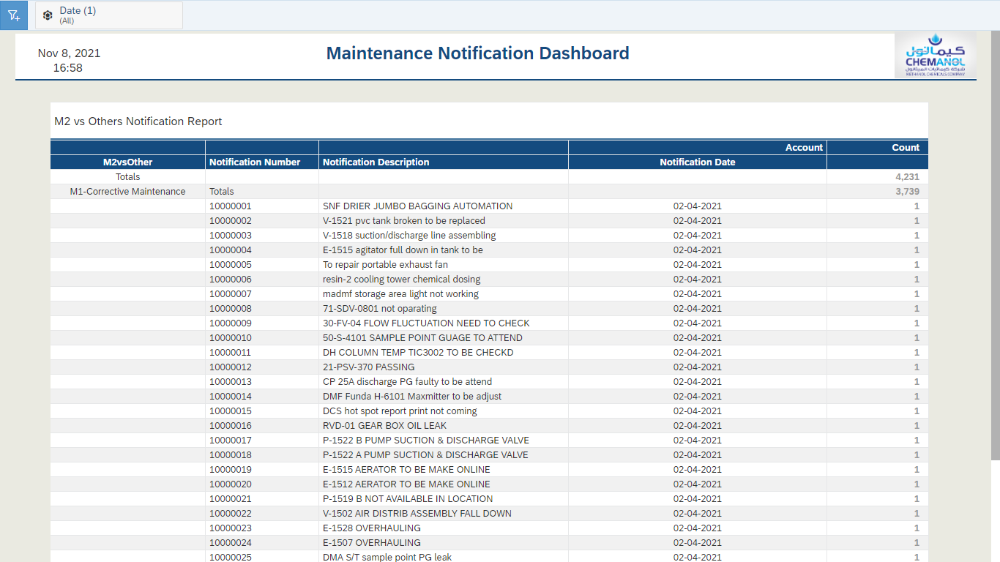 Date (1)
(All)
Nov 8, 2021
16:58
Maintenance Notification Dashboard
كيمانول
CHEMANOL
شركة كيمائيات الميثانول
METHANOL CHEMICALS COMPANY
M2 vs Others Notification Report
Account Count
M2vsOther Notification Number Notification Description Notification Date
Totals 4,231
M1-Corrective Maintenance Totals 3,739
10000001 SNF DRIER JUMBO BAGGING AUTOMATION 02-04-2021 1
10000002 V-1521 pvc tank broken to be replaced 02-04-2021 1
10000003 V-1518 suction/discharge line assembling 02-04-2021 1
10000004 E-1515 agitator full down in tank to be 02-04-2021 1
10000005 To repair portable exhaust fan 02-04-2021 1
10000006 resin-2 cooling tower chemical dosing 02-04-2021 1
10000007 madmf storage area light not working 02-04-2021 1
10000008 71-SDV-0801 not oparating 02-04-2021 1
10000009 30-FV-04 FLOW FLUCTUATION NEED TO CHECK 02-04-2021 1
10000010 50-S-4101 SAMPLE POINT GUAGE TO ATTEND 02-04-2021 1
10000011 DH COLUMN TEMP TIC3002 TO BE CHECKD 02-04-2021 1
10000012 21-PSV-370 PASSING 02-04-2021 1
10000013 CP 25A discharge PG faulty to be attend 02-04-2021 1
10000014 DMF Funda H-6101 Maxmitter to be adjust 02-04-2021 1
10000015 DCS hot spot report print not coming 02-04-2021 1
10000016 RVD-01 GEAR BOX OIL LEAK 02-04-2021 1
10000017 P-1522 B PUMP SUCTION & DISCHARGE VALVE 02-04-2021 1
10000018 P-1522 A PUMP SUCTION & DISCHARGE VALVE 02-04-2021 1
10000019 E-1515 AERATOR TO BE MAKE ONLINE 02-04-2021 1
10000020 E-1512 AERATOR TO BE MAKE ONLINE 02-04-2021 1
10000021 P-1519 B NOT AVAILABLE IN LOCATION 02-04-2021 1
10000022 V-1502 AIR DISTRIB ASSEMBLY FALL DOWN 02-04-2021 1
10000023 E-1528 OVERHAULING 02-04-2021 1
10000024 E-1507 OVERHAULING 02-04-2021 1
10000025 DMA S/T sample point PG leak 02-04-2021 1